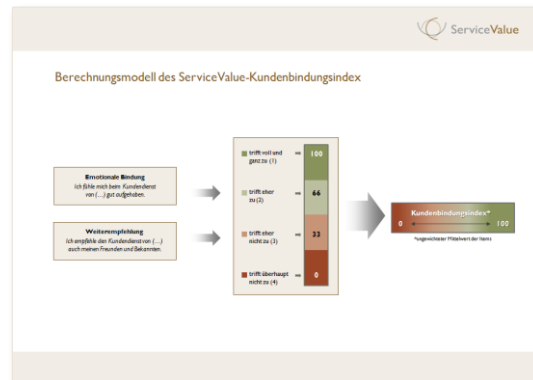 ServiceValue
Berechnungsmodell des ServiceValue-Kundenbindungsindex
Emotionale Bindung
Ich fühle mich beim Kundendienst
von (...) gut aufgehoben.
Weiterempfehlung
Ich empfehle den Kundendienst von (...)
auch meinen Freunden und Bekannten.
trifft voll und
ganz zu (1)
100
trifft eher
zu (2)
66
trifft eher
nicht zu (3)
33
trifft überhaupt
nicht zu (4)
0
Kundenbindungsindex*
0
100
*ungewichteter Mittelwert der Items